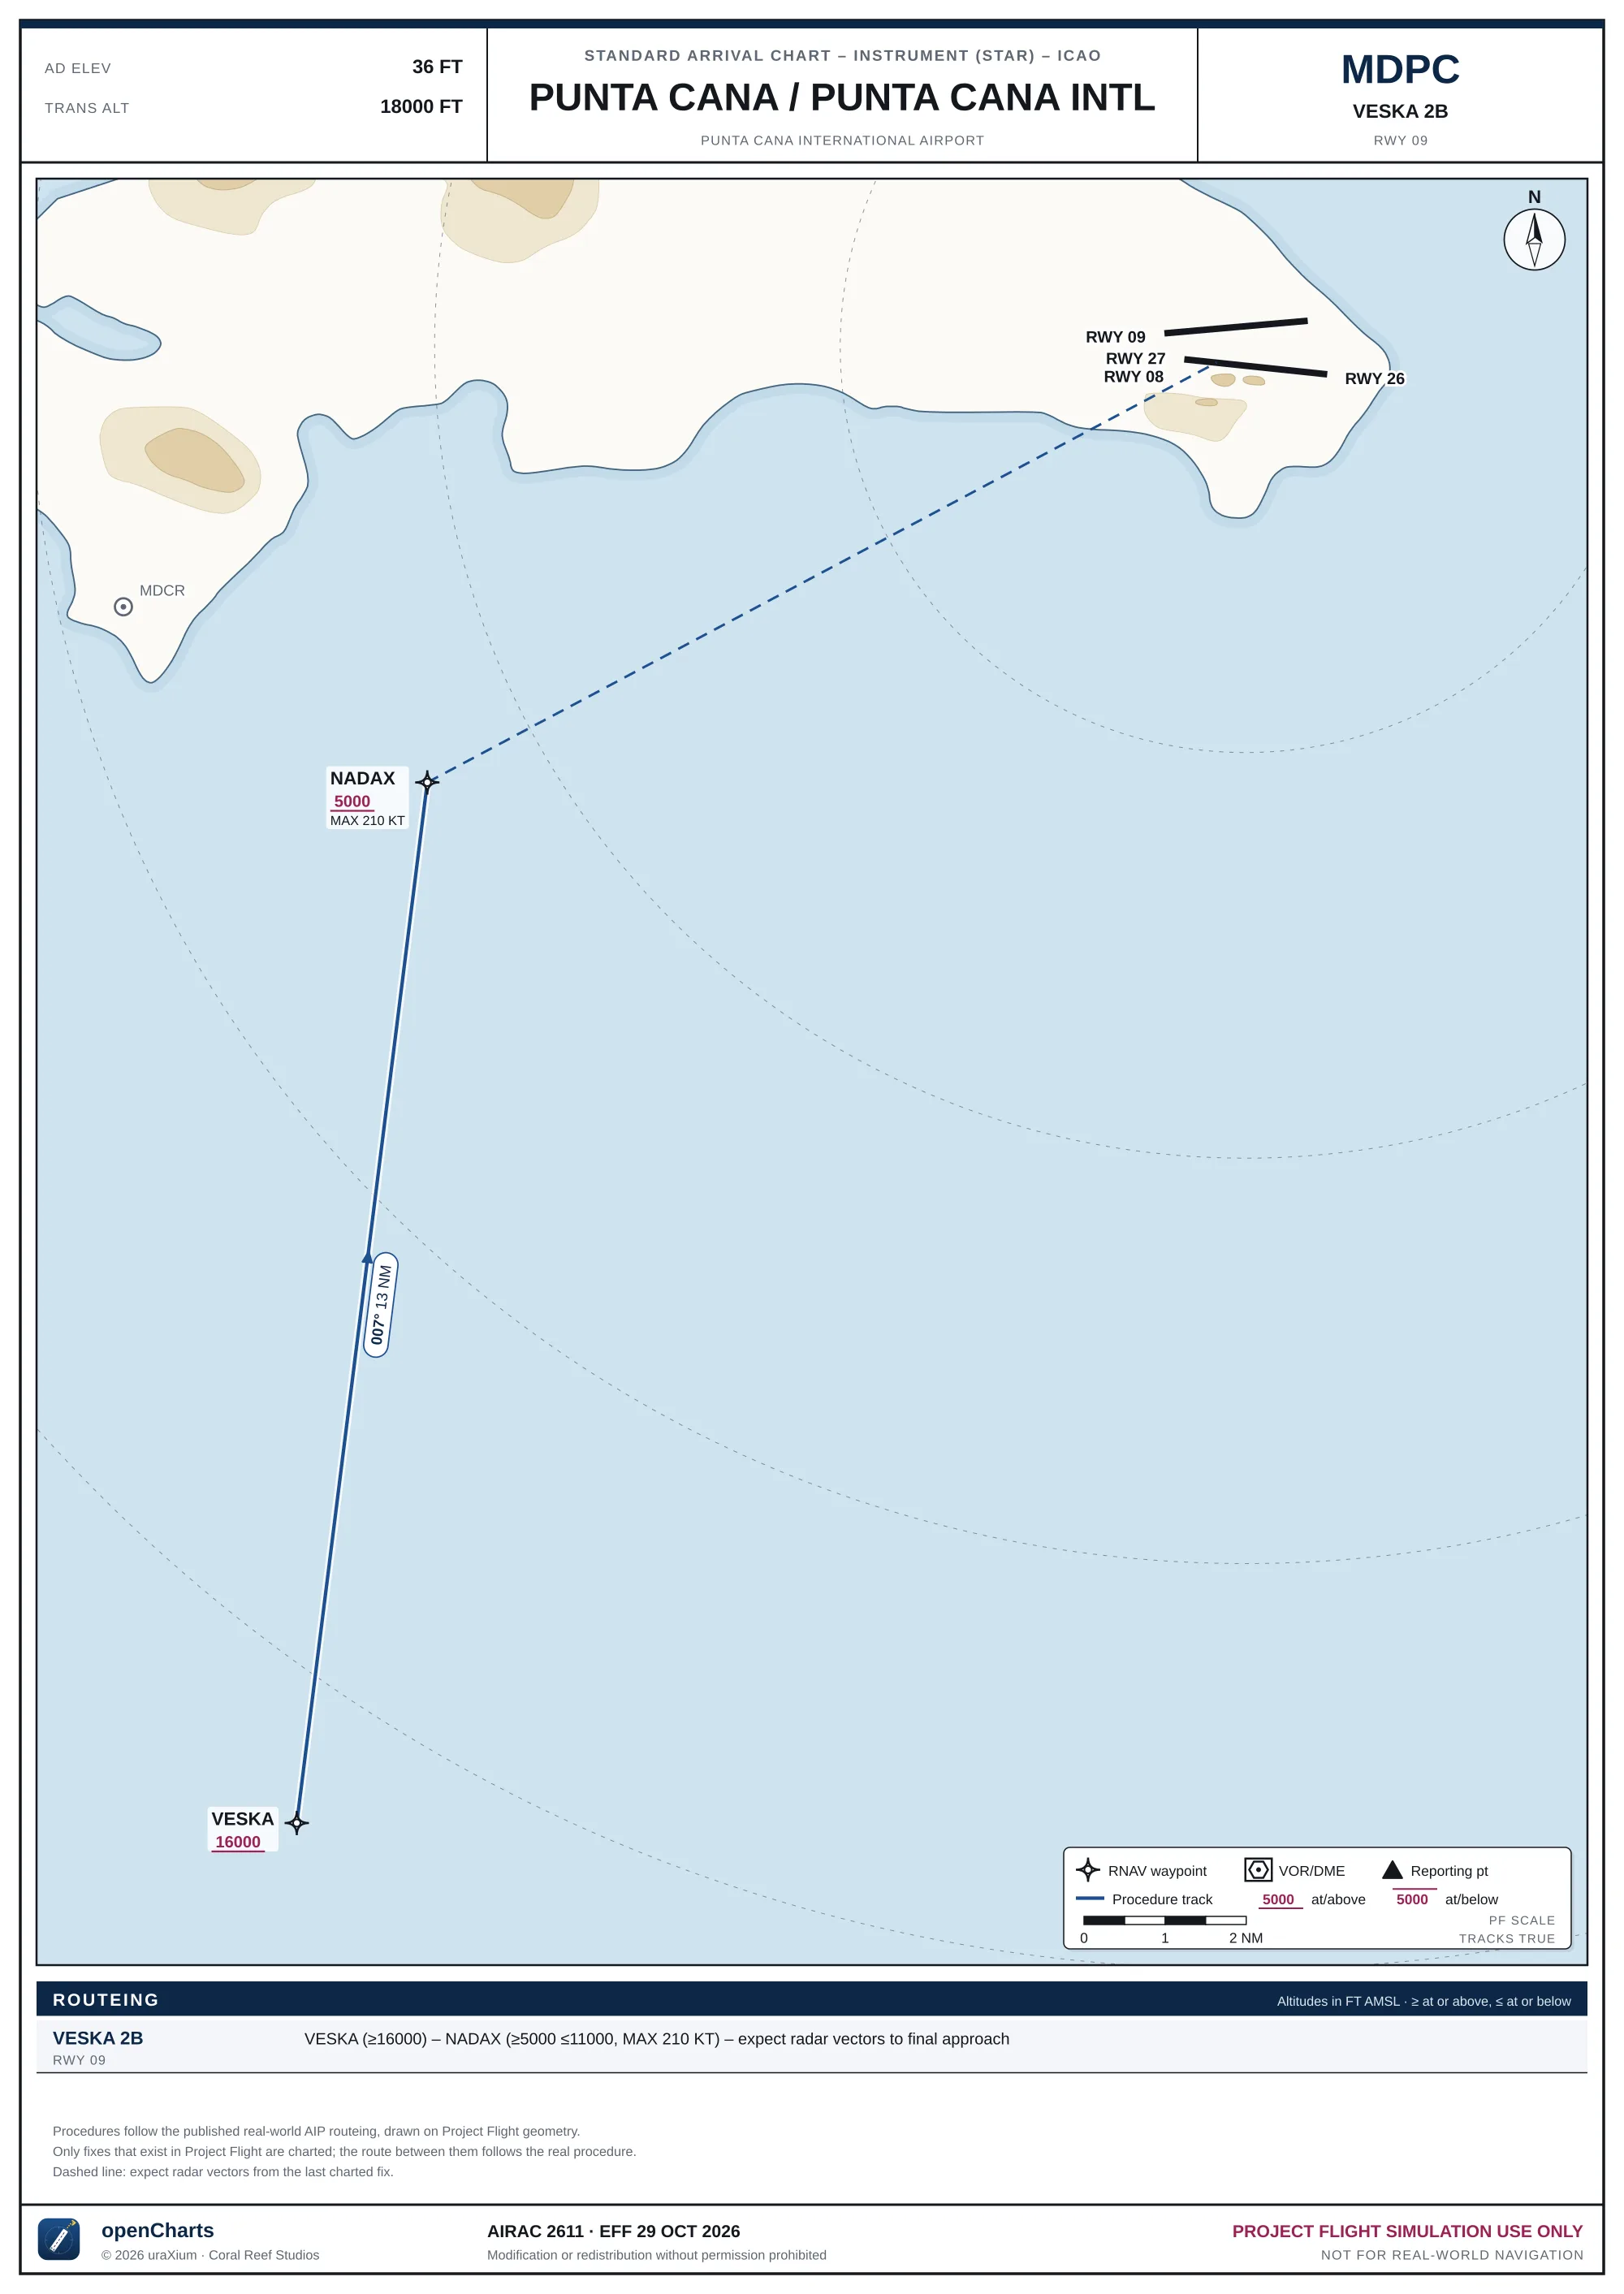 AD ELEV 36 FT
TRANS ALT 18000 FT
STANDARD ARRIVAL CHART – INSTRUMENT (STAR) – ICAO
PUNTA CANA / PUNTA CANA INTL
PUNTA CANA INTERNATIONAL AIRPORT
MDPC
VESKA 2B
RWY 09
N
RWY 09
RWY 27
RWY 08
RWY 26
MDCR
NADAX
5000
MAX 210 KT
007° 13 NM
VESKA
16000
RNAV waypoint VOR/DME Reporting pt
Procedure track 5000 at/above 5000 at/below
PF SCALE
0 1 2 NM TRACKS TRUE
ROUTEING Altitudes in FT AMSL · ≥ at or above, ≤ at or below
VESKA 2B VESKA (≥16000) – NADAX (≥5000 ≤11000, MAX 210 KT) – expect radar vectors to final approach
RWY 09
Procedures follow the published real-world AIP routeing, drawn on Project Flight geometry.
Only fixes that exist in Project Flight are charted; the route between them follows the real procedure.
Dashed line: expect radar vectors from the last charted fix.
openCharts
© 2026 uraXium · Coral Reef Studios
AIRAC 2611 · EFF 29 OCT 2026
Modification or redistribution without permission prohibited
PROJECT FLIGHT SIMULATION USE ONLY
NOT FOR REAL-WORLD NAVIGATION